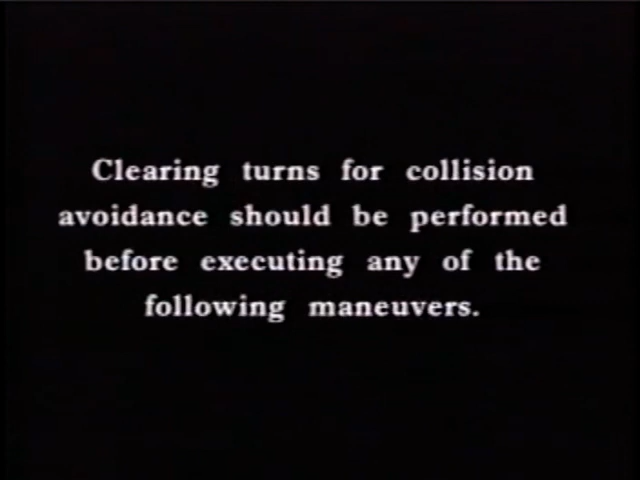 Clearing turns for collision
avoidance should be performed
before executing any of the
following maneuvers.